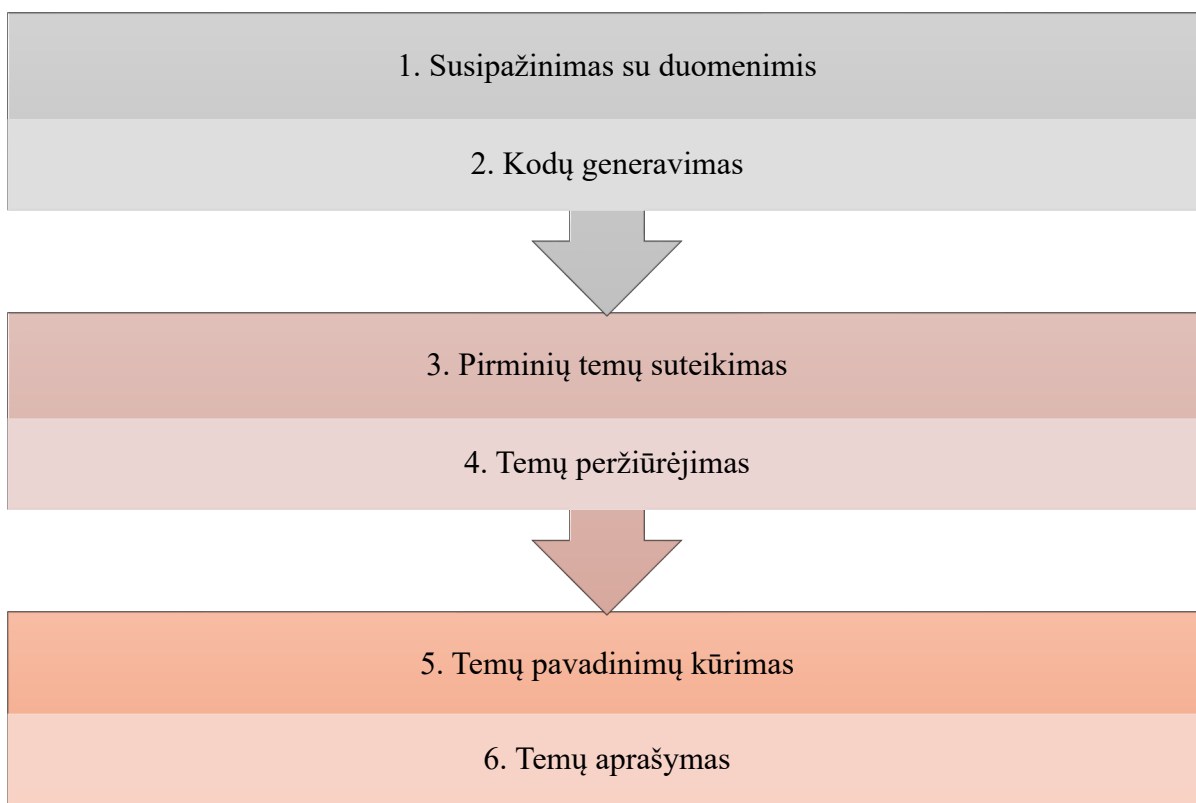 1. Susipažinimas su duomenimis
2. Kodų generavimas
3. Pirminių temų suteikimas
4. Temų peržiūrėjimas
5. Temų pavadinimų kūrimas
6. Temų aprašymas